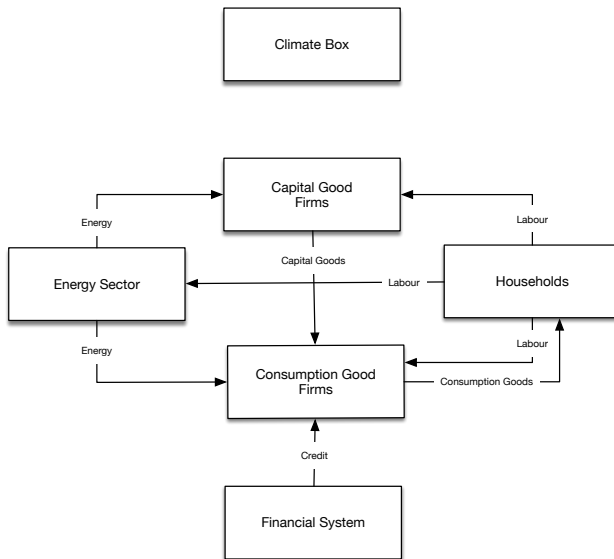 Climate Box
Capital Good
Firms
Energy
Labour
Capital Goods
Energy Sector
Labour
Households
Energy
Labour
Consumption Good
Firms
Consumption Goods
Credit
Financial System